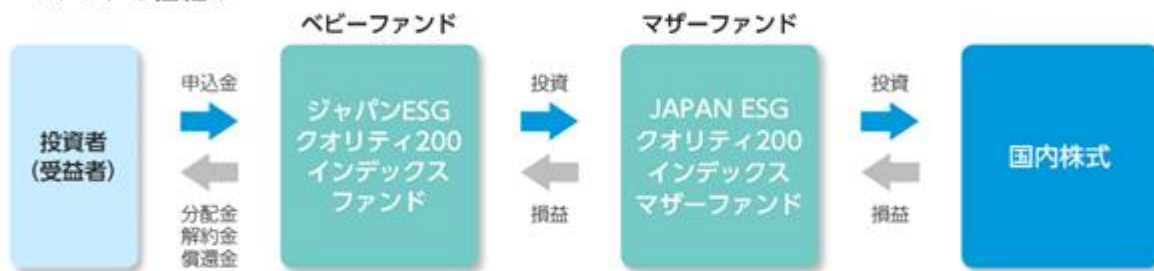 ベビーファンド
マザーファンド
投資者
(受益者)
申込金
分配金
解約金
償還金
ジャパンESG
クオリティ200
インデックス
ファンド
投資
損益
JAPAN ESG
クオリティ200
インデックス
マザーファンド
投資
損益
国内株式